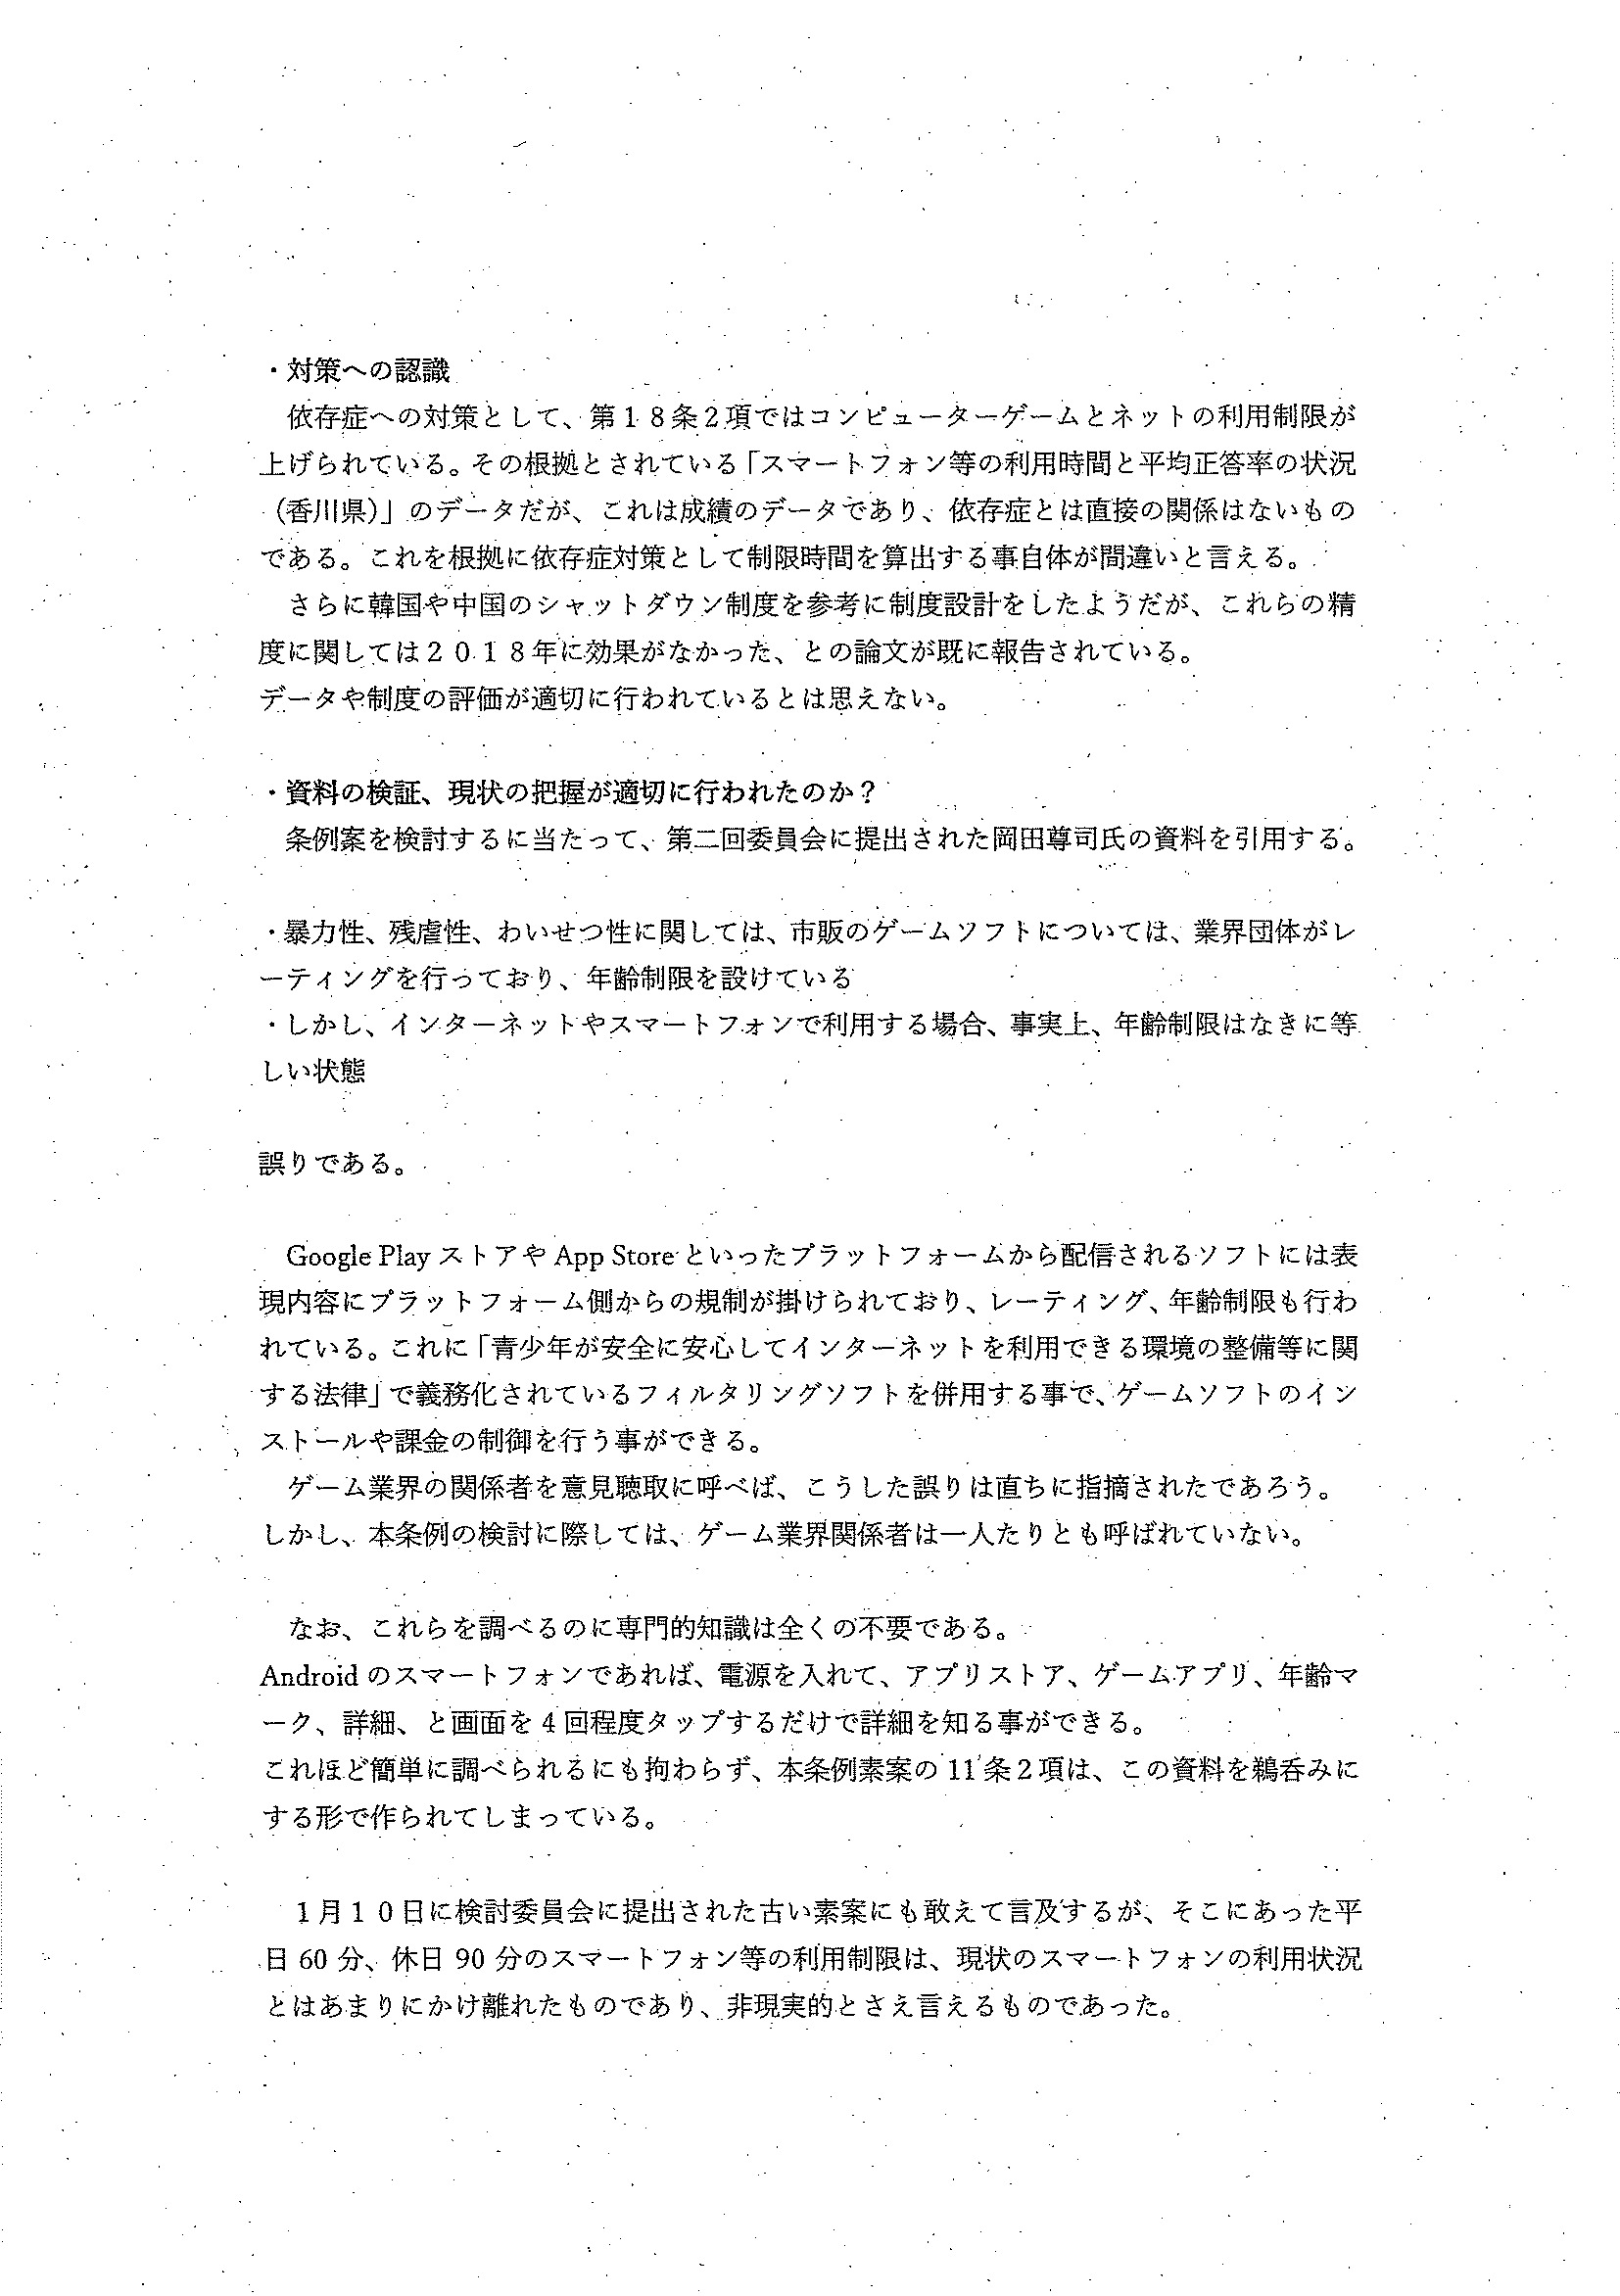 ・対策への認識
　依存症への対策として、第１８条２項ではコンピューターゲームとネットの利用制限が
上げられている。その根拠とされている「スマートフォン等の利用時間と平均正答率の状況
（香川県）」のデータだが、これは成績のデータであり、依存症とは直接の関係はないもの
である。これを根拠に依存症対策として制限時間を算出する事自体が間違いと言える。
　さらに韓国や中国のシャットダウン制度を参考に制度設計をしたようだが、これらの精
度に関しては２０１８年に効果がなかった、との論文が既に報告されている。
データや制度の評価が適切に行われているとは思えない。
・資料の検証、現状の把握が適切に行われたのか？
　条例案を検討するに当たって、第二回委員会に提出された岡田尊司氏の資料を引用する。
・暴力性、残虐性、わいせつ性に関しては、市販のゲームソフトについては、業界団体がレ
ーティングを行っており、年齢制限を設けている
・しかし、インターネットやスマートフォンで利用する場合、事実上、年齢制限はなきに等
しい状態
誤りである。
　Google Play ストアや App Store といったプラットフォームから配信されるソフトには表
現内容にプラットフォーム側からの規制が掛けられており、レーティング、年齢制限も行わ
れている。これに「青少年が安全に安心してインターネットを利用できる環境の整備等に関
する法律」で義務化されているフィルタリングソフトを併用する事で、ゲームソフトのイン
ストールや課金の制御を行う事ができる。
　ゲーム業界の関係者を意見聴取に呼べば、こうした誤りは直ちに指摘されたであろう。
しかし、本条例の検討に際しては、ゲーム業界関係者は一人たりとも呼ばれていない。
　なお、これらを調べるのに専門的知識は全くの不要である。
Android のスマートフォンであれば、電源を入れて、アプリストア、ゲームアプリ、年齢マ
ーク、詳細、と画面を 4 回程度タップするだけで詳細を知る事ができる。
これほど簡単に調べられるにも拘わらず、本条例素案の 11 条２項は、この資料を鵜呑みに
する形で作られてしまっている。
　１月１０日に検討委員会に提出された古い素案にも敢えて言及するが、そこにあった平
日 60 分、休日 90 分のスマートフォン等の利用制限は、現状のスマートフォンの利用状況
とはあまりにかけ離れたものであり、非現実的とさえ言えるものであった。